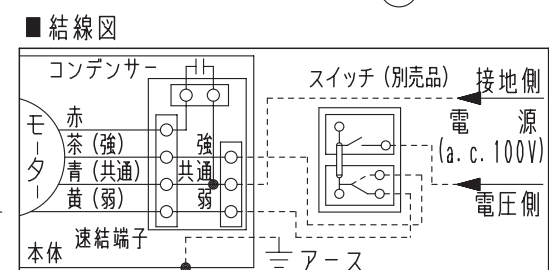 ■結線図
コンデンサー
スイッチ（別売品）
接地側
モーター
赤
茶（強）
青（共通）
黄（弱）
強
共通
弱
電源
(a.c.100V)
電圧側
速結端子
本体
アース